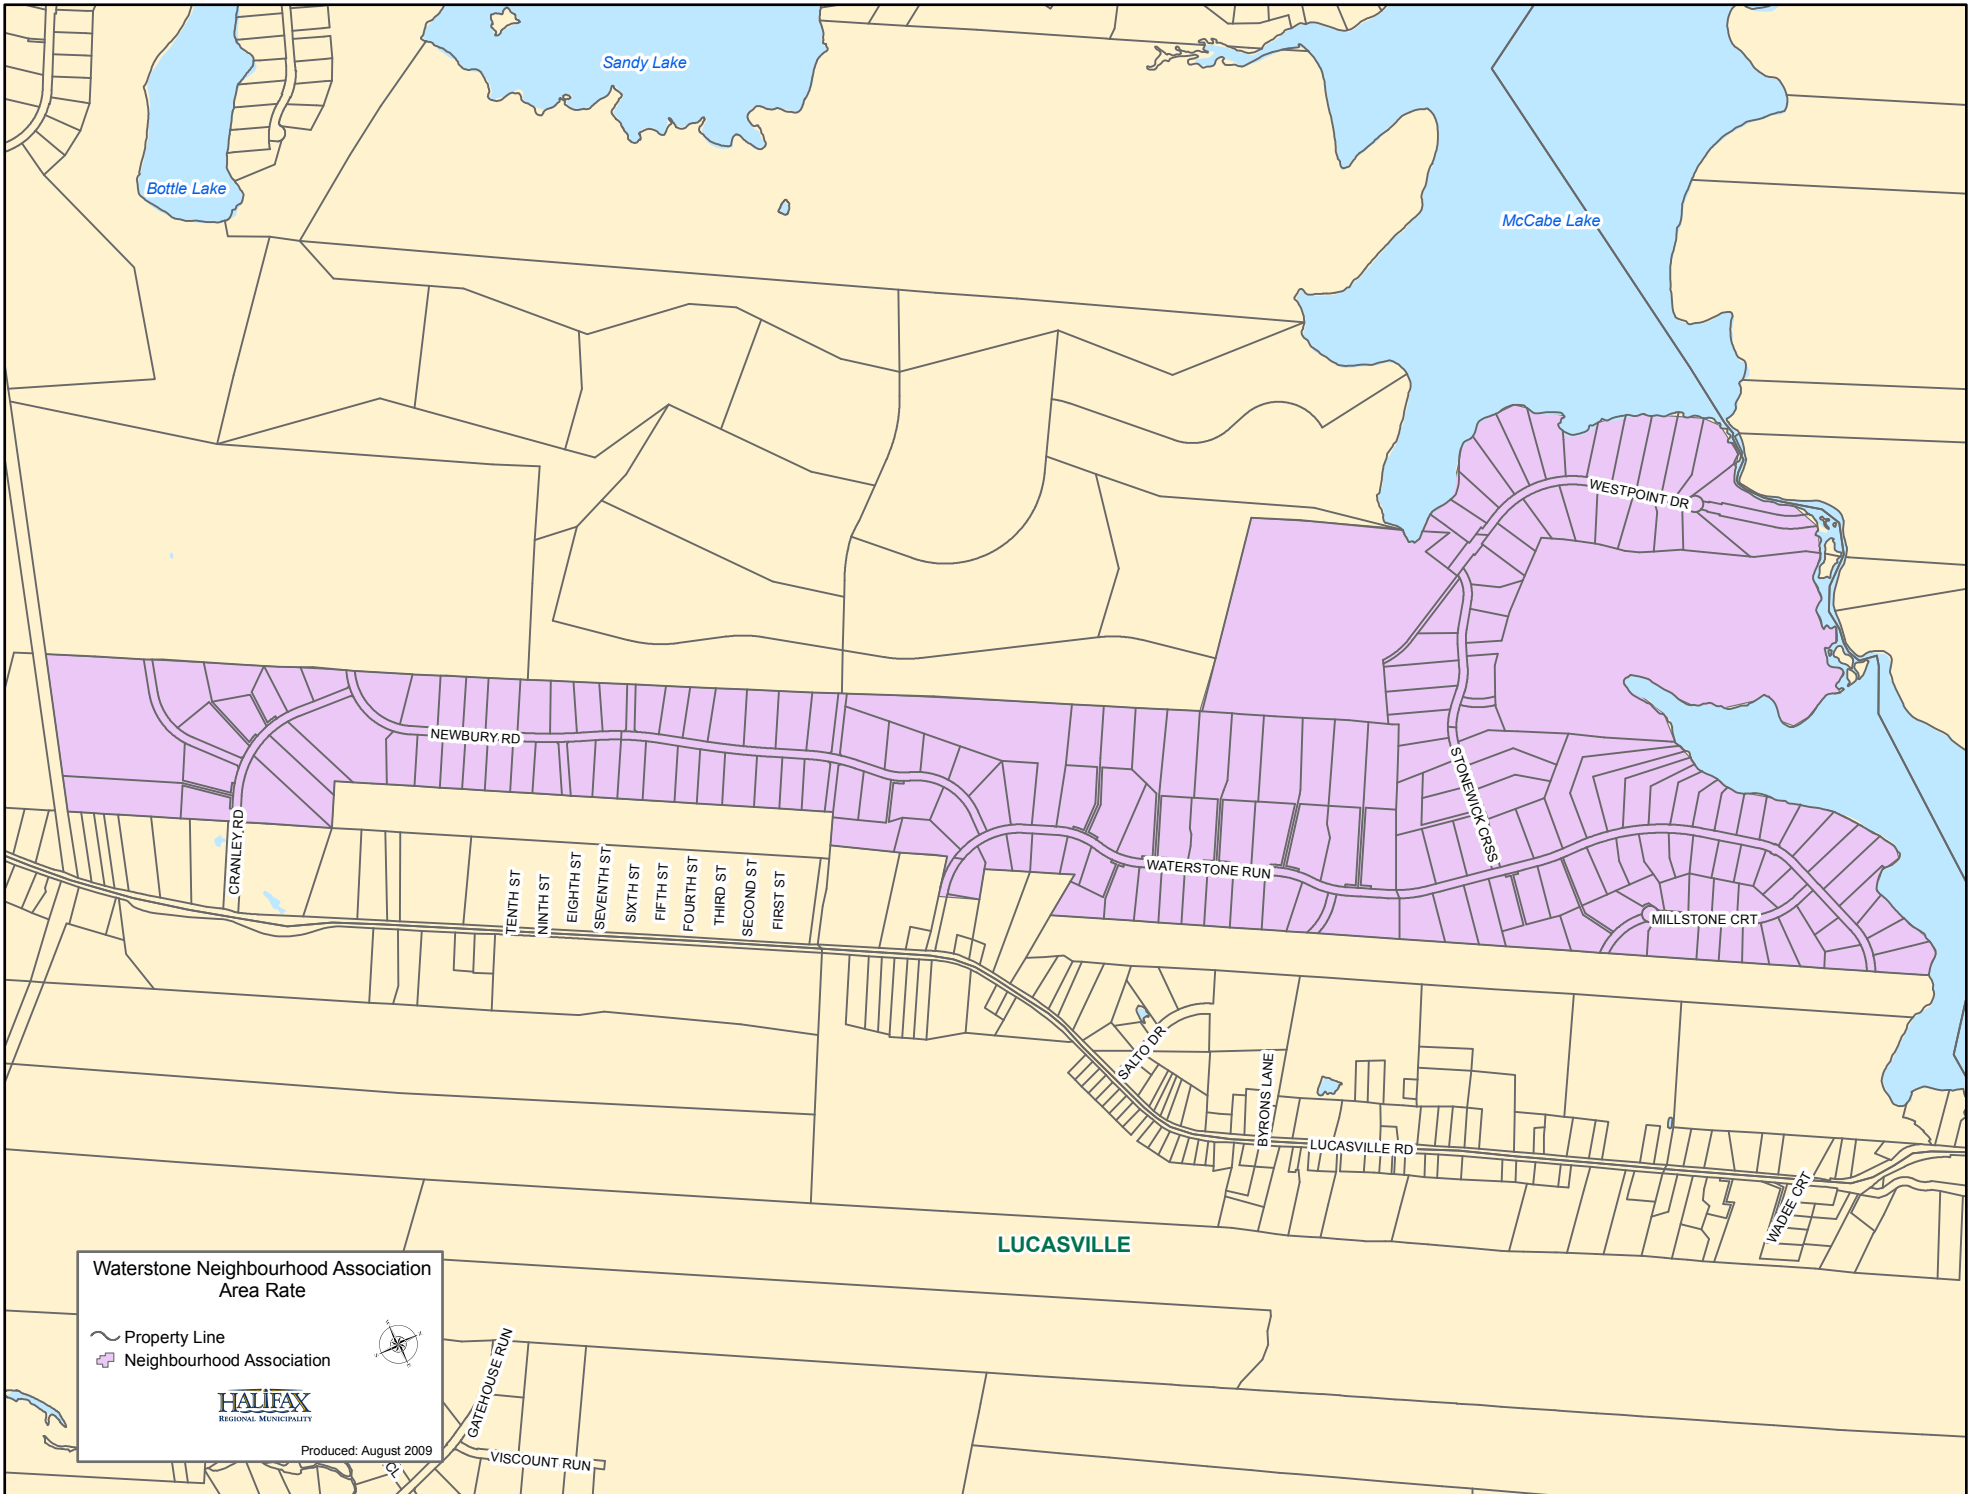 Sandy Lake
Bottle Lake
McCabe Lake
WESTPOINT DR
NEWBURY RD
STONEWICK CRSS
CRANLEY RD
WATERSTONE RUN
MILLSTONE CRT
TENTH ST
NINTH ST
EIGHTH ST
SEVENTH ST
SIXTH ST
FIFTH ST
FOURTH ST
THIRD ST
SECOND ST
FIRST ST
SALTO DR
BYRONS LANE
LUCASVILLE RD
WADEE CRT
LUCASVILLE
Waterstone Neighbourhood Association
Area Rate
Property Line
Neighbourhood Association
HALIFAX
REGIONAL MUNICIPALITY
Produced: August 2009
GATEHOUSE RUN
VISCOUNT RUN
CL